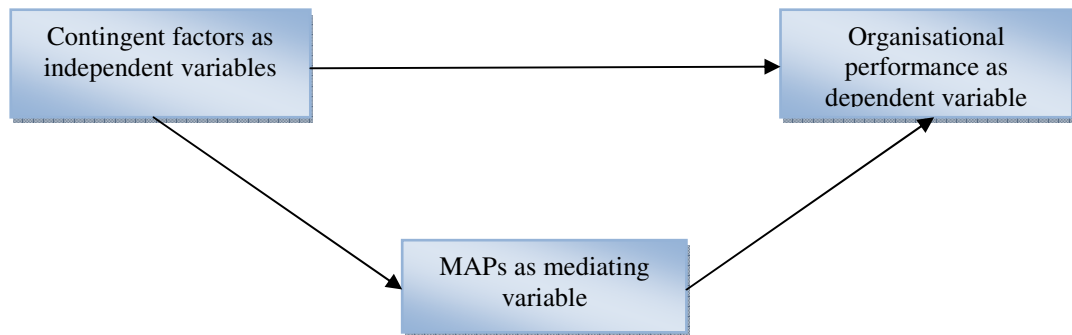 Contingent factors as
independent variables
Organisational
performance as
dependent variable
MAPs as mediating
variable